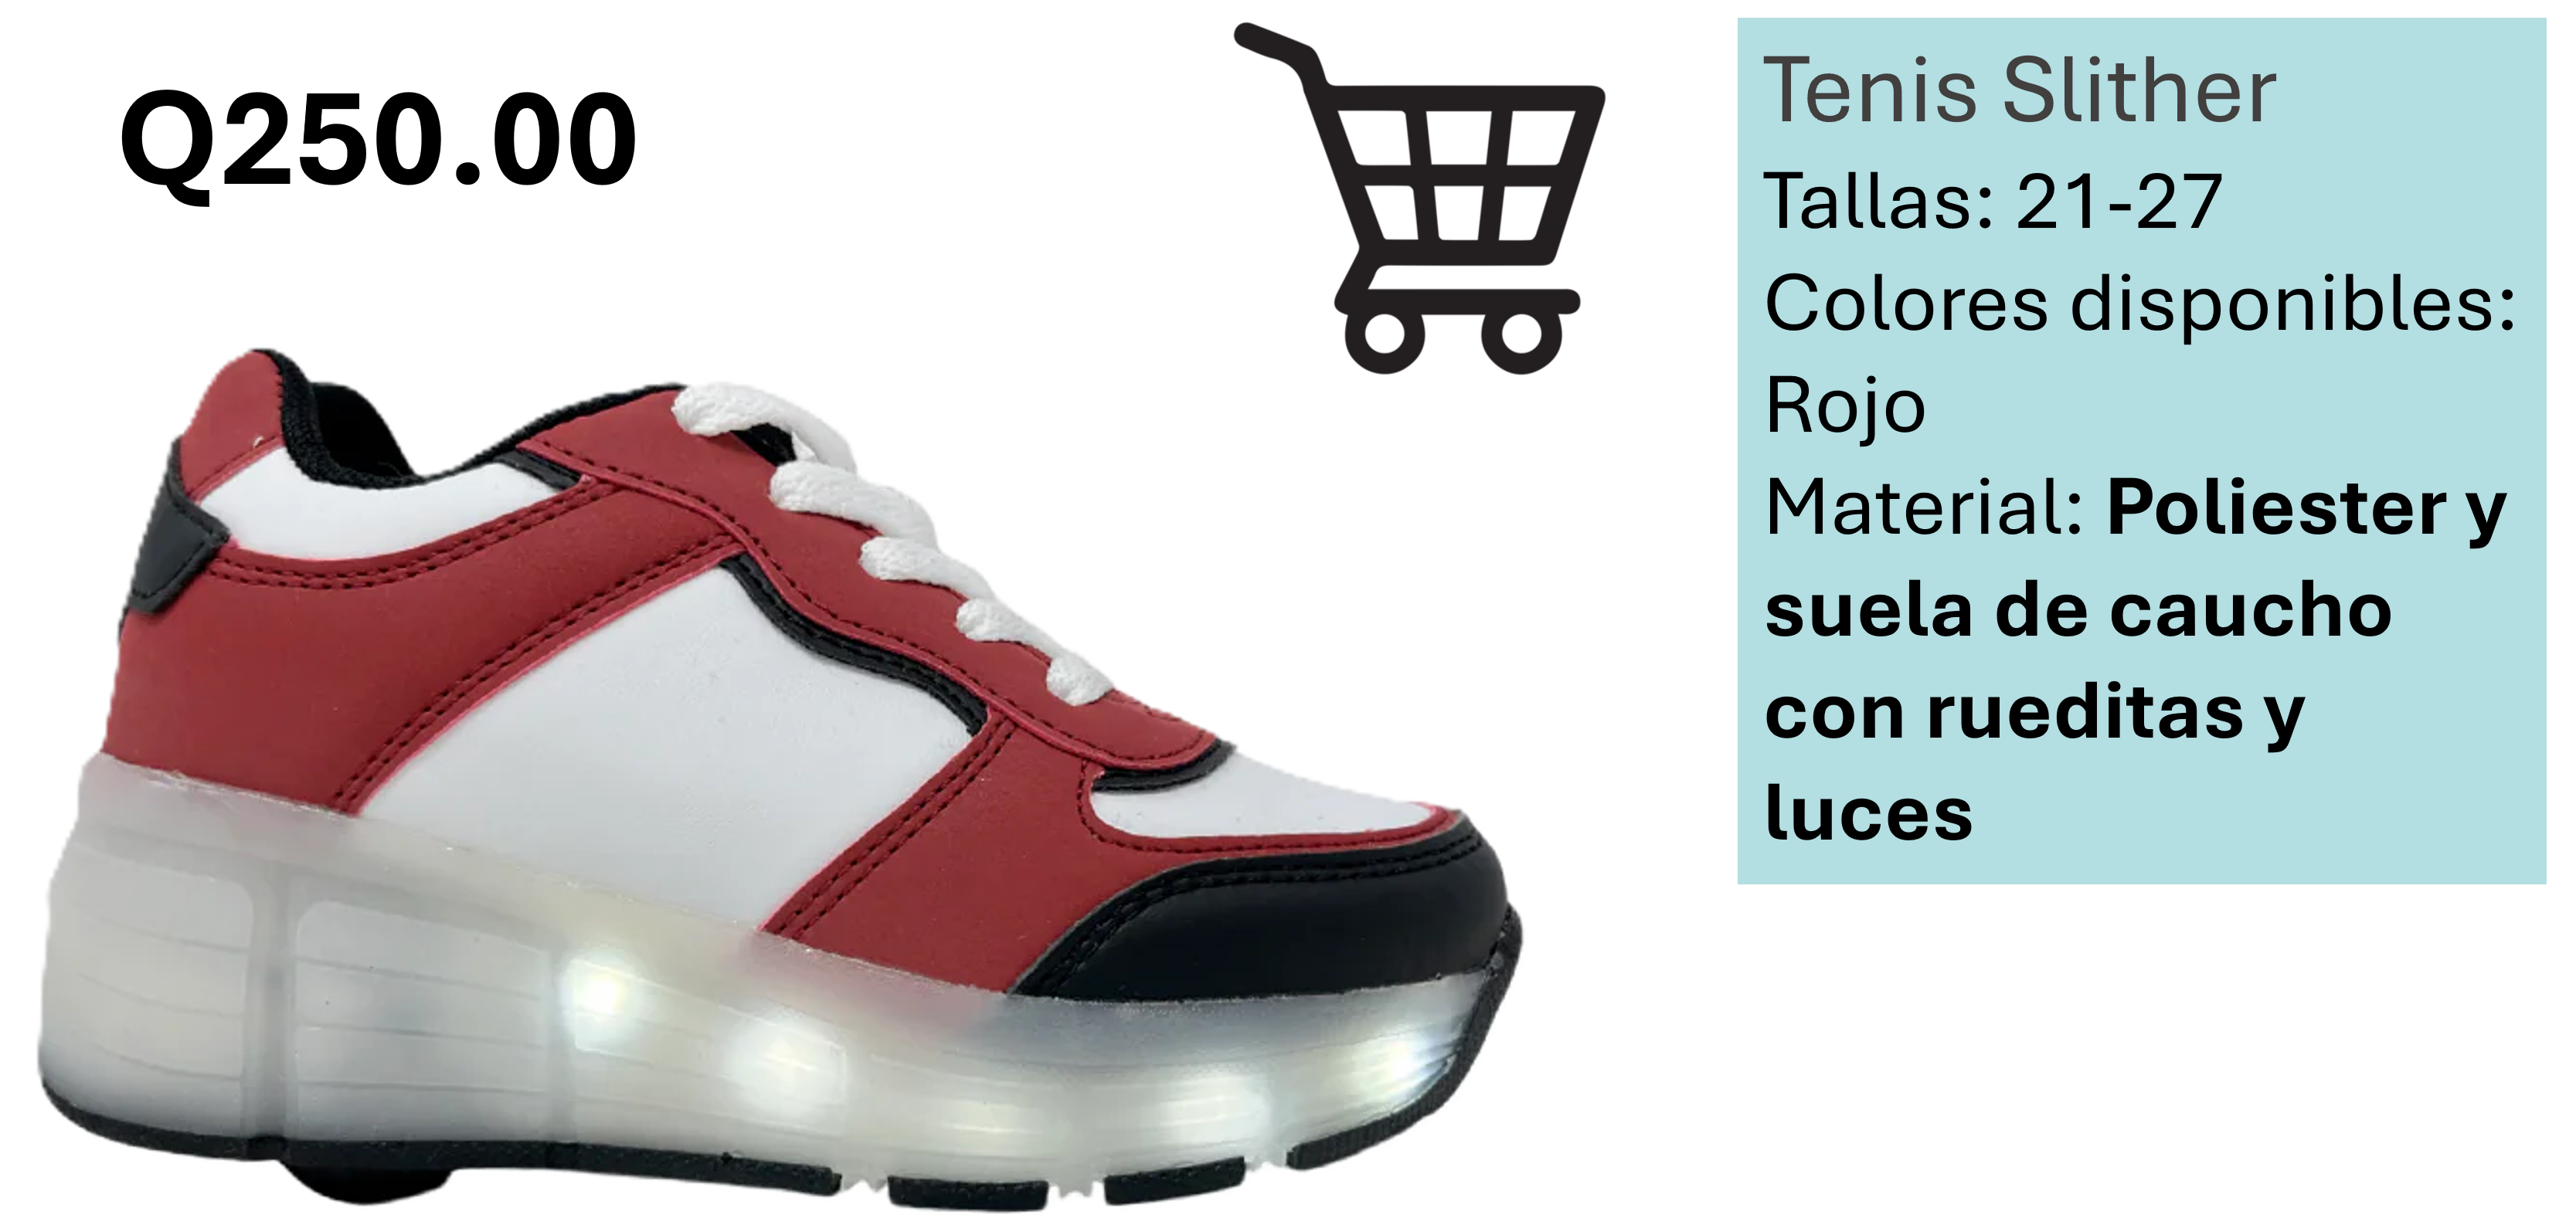 Q250.00
Tenis Slither
Tallas: 21-27
Colores disponibles:
Rojo
Material: Poliester y
suela de caucho
con rueditas y
luces